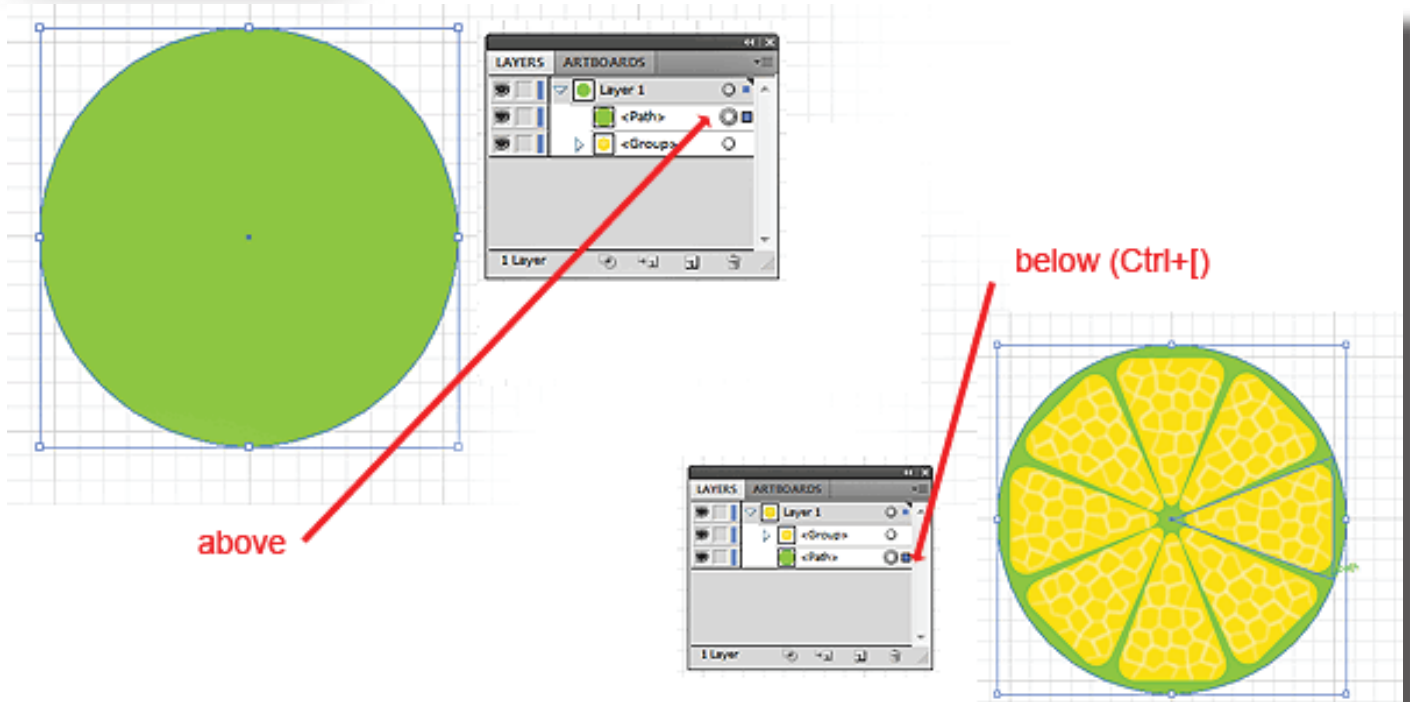 LAYERS ARTBOARDS
Layer 1
<Path>
<Group>
1 Layer
above
below (Ctrl+[)
LAYERS ARTBOARDS
Layer 1
<Group>
<Path>
1 Layer